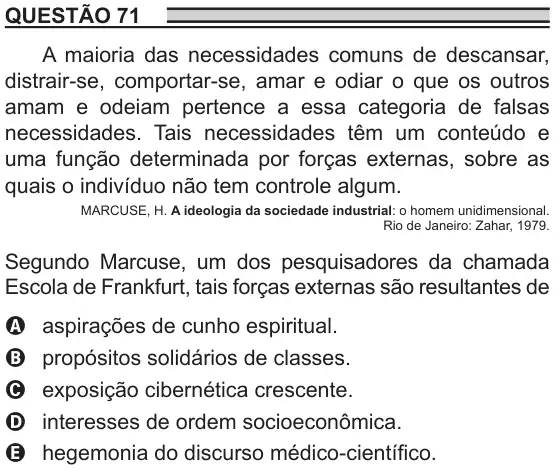 QUESTÃO 71
A maioria das necessidades comuns de descansar,
distrair-se, comportar-se, amar e odiar o que os outros
amam e odeiam pertence a essa categoria de falsas
necessidades. Tais necessidades têm um conteúdo e
uma função determinada por forças externas, sobre as
quais o indivíduo não tem controle algum.
MARCUSE, H. A ideologia da sociedade industrial: o homem unidimensional.
Rio de Janeiro: Zahar, 1979.
Segundo Marcuse, um dos pesquisadores da chamada
Escola de Frankfurt, tais forças externas são resultantes de
A aspirações de cunho espiritual.
B propósitos solidários de classes.
C exposição cibernética crescente.
D interesses de ordem socioeconômica.
E hegemonia do discurso médico-científico.